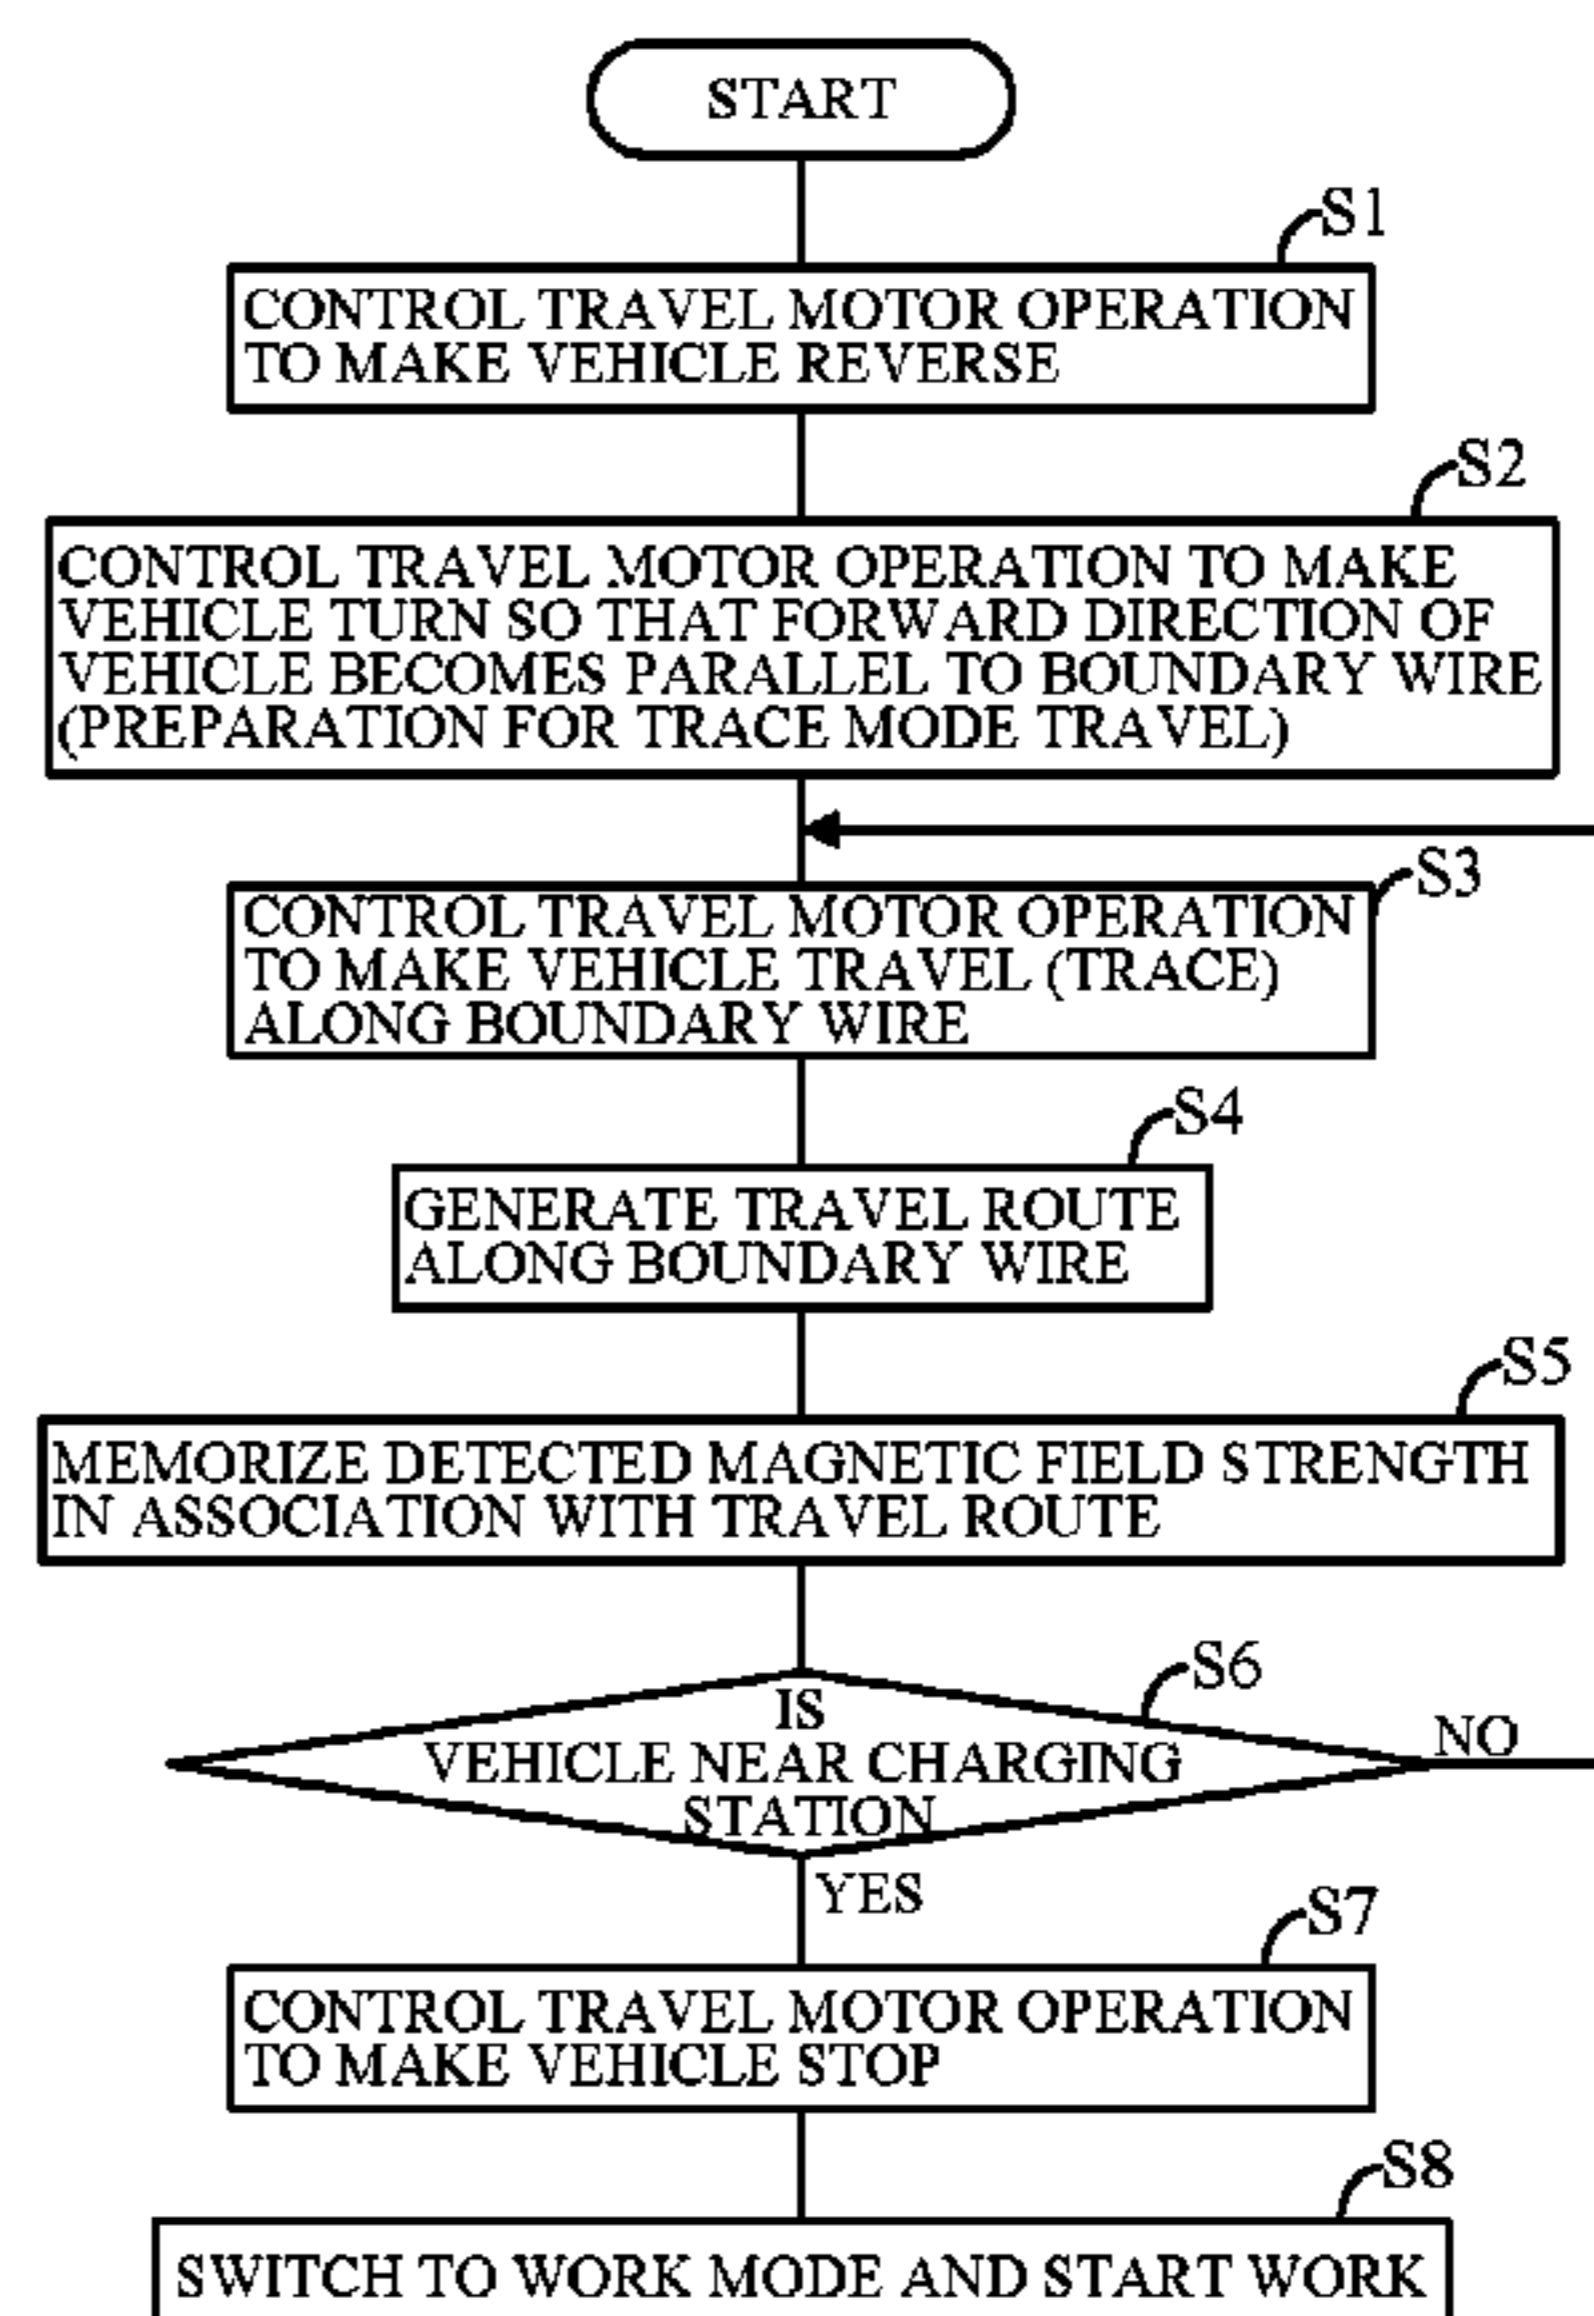 START
S1
CONTROL TRAVEL MOTOR OPERATION
TO MAKE VEHICLE REVERSE
S2
CONTROL TRAVEL MOTOR OPERATION TO MAKE
VEHICLE TURN SO THAT FORWARD DIRECTION OF
VEHICLE BECOMES PARALLEL TO BOUNDARY WIRE
(PREPARATION FOR TRACE MODE TRAVEL)
S3
CONTROL TRAVEL MOTOR OPERATION
TO MAKE VEHICLE TRAVEL (TRACE)
ALONG BOUNDARY WIRE
S4
GENERATE TRAVEL ROUTE
ALONG BOUNDARY WIRE
S5
MEMORIZE DETECTED MAGNETIC FIELD STRENGTH
IN ASSOCIATION WITH TRAVEL ROUTE
S6
IS
VEHICLE NEAR CHARGING
STATION
NO
YES
S7
CONTROL TRAVEL MOTOR OPERATION
TO MAKE VEHICLE STOP
S8
SWITCH TO WORK MODE AND START WORK